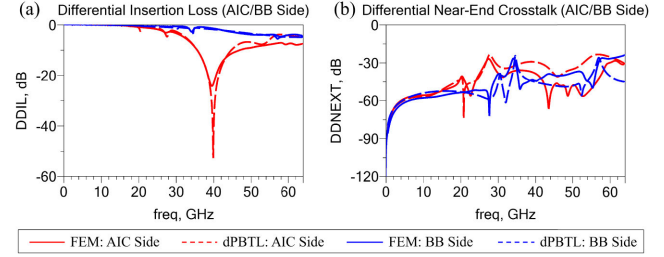 (a) Differential Insertion Loss (AIC/BB Side)
0
-20
-40
-60
DDIL, dB
0 10 20 30 40 50 60
freq, GHz
(b) Differential Near-End Crosstalk (AIC/BB Side)
0
-30
-60
-90
-120
DDNEXT, dB
0 10 20 30 40 50 60
freq, GHz
FEM: AIC Side dPBTL: AIC Side FEM: BB Side dPBTL: BB Side